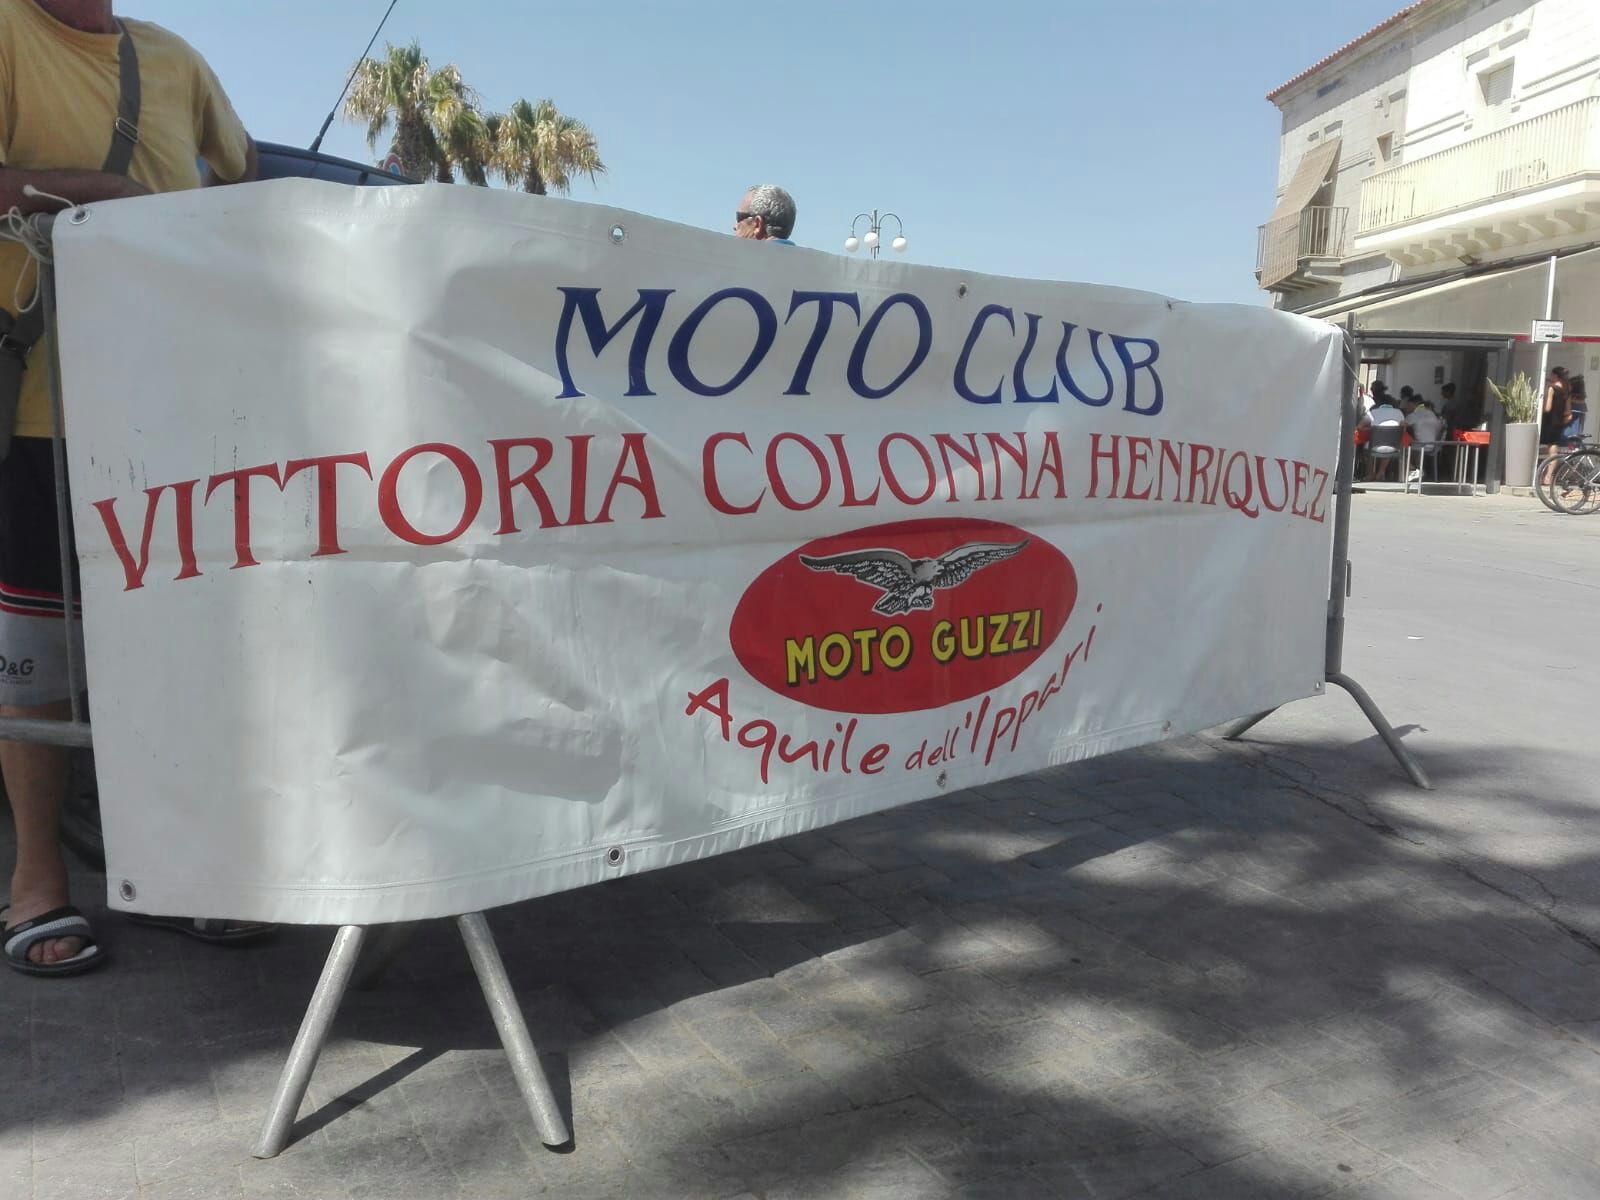 MOTO CLUB
VITTORIA COLONNA HENRIQUEZ
MOTO GUZZI
Aquile dell'Ippari
D&G